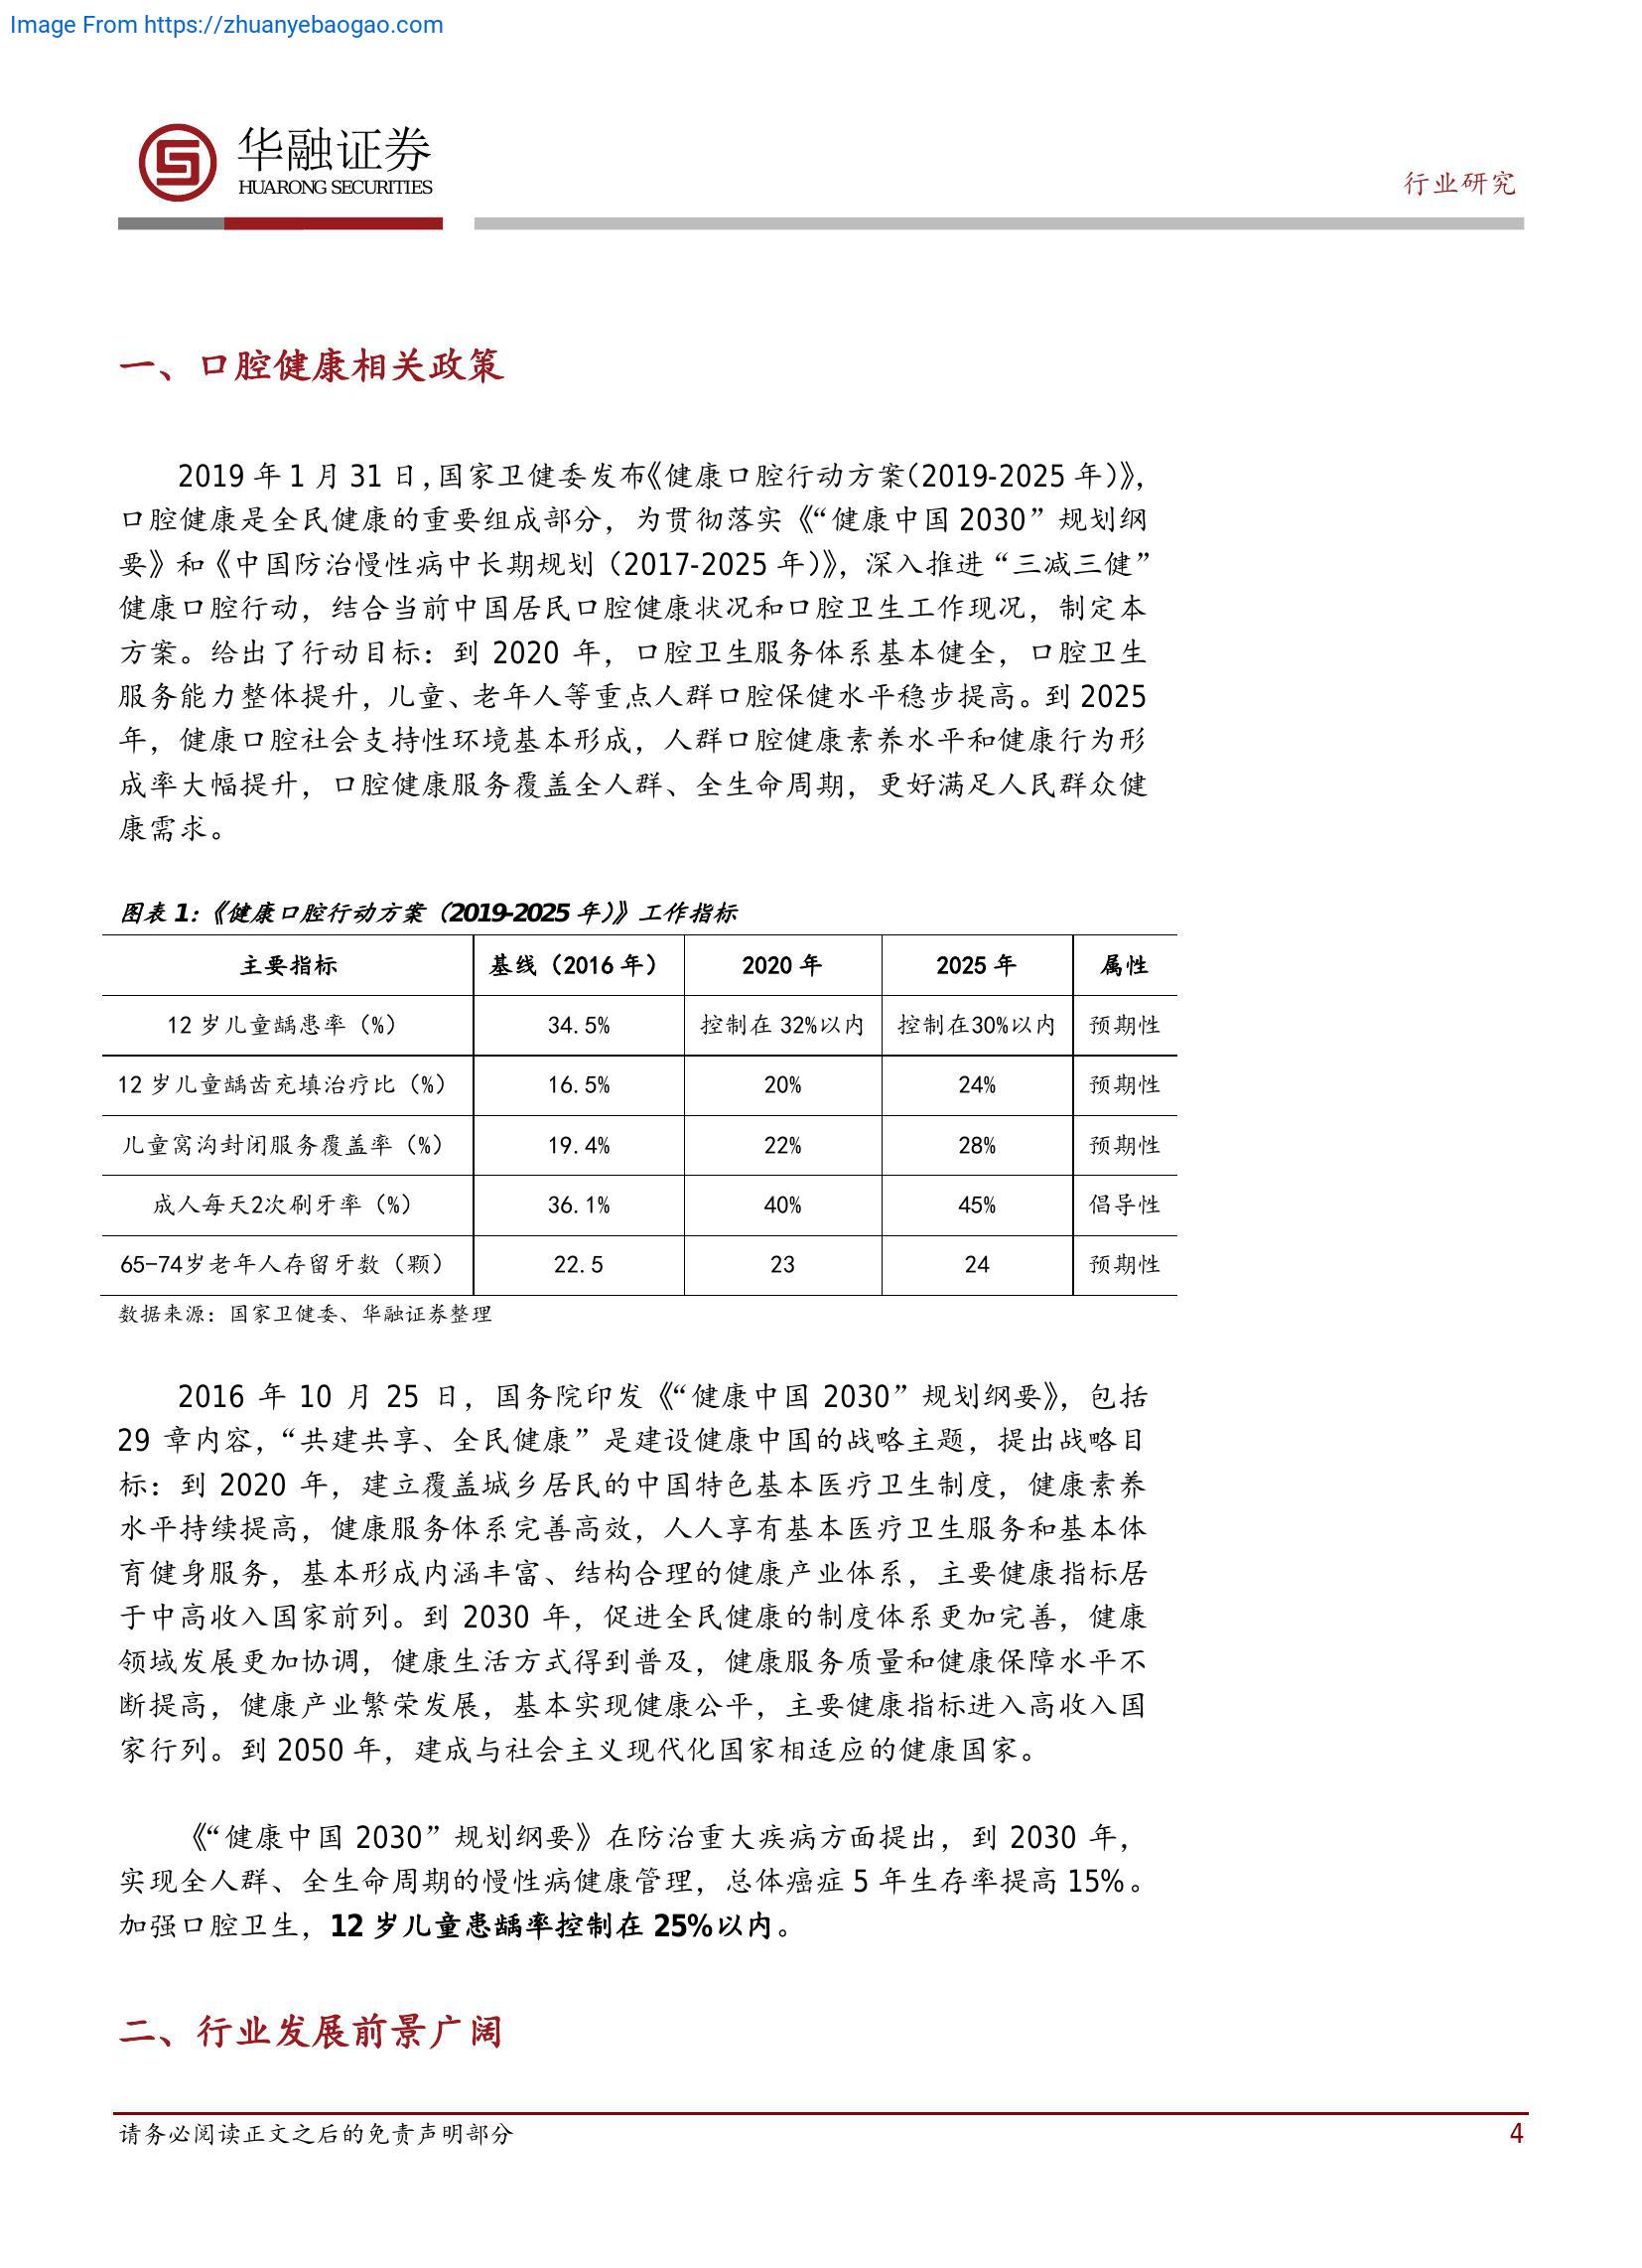 Image From https://zhuanyebaogao.com
华融证券
HUARONG SECURITIES
行业研究
一、口腔健康相关政策
2019 年 1 月 31 日，国家卫健委发布《健康口腔行动方案（2019-2025 年）》，
口腔健康是全民健康的重要组成部分，为贯彻落实《“健康中国 2030”规划纲
要》和《中国防治慢性病中长期规划（2017-2025 年）》，深入推进“三减三健”
健康口腔行动，结合当前中国居民口腔健康状况和口腔卫生工作现况，制定本
方案。给出了行动目标：到 2020 年，口腔卫生服务体系基本健全，口腔卫生
服务能力整体提升，儿童、老年人等重点人群口腔保健水平稳步提高。到 2025
年，健康口腔社会支持性环境基本形成，人群口腔健康素养水平和健康行为形
成率大幅提升，口腔健康服务覆盖全人群、全生命周期，更好满足人民群众健
康需求。
图表 1：《健康口腔行动方案（2019-2025 年）》工作指标
主要指标 基线（2016 年） 2020 年 2025 年 属性
12 岁儿童龋患率（%） 34.5% 控制在 32%以内 控制在30%以内 预期性
12 岁儿童龋齿充填治疗比（%） 16.5% 20% 24% 预期性
儿童窝沟封闭服务覆盖率（%） 19.4% 22% 28% 预期性
成人每天2次刷牙率（%） 36.1% 40% 45% 倡导性
65-74岁老年人存留牙数（颗） 22.5 23 24 预期性
数据来源：国家卫健委、华融证券整理
2016 年 10 月 25 日，国务院印发《“健康中国 2030”规划纲要》，包括
29 章内容，“共建共享、全民健康”是建设健康中国的战略主题，提出战略目
标：到 2020 年，建立覆盖城乡居民的中国特色基本医疗卫生制度，健康素养
水平持续提高，健康服务体系完善高效，人人享有基本医疗卫生服务和基本体
育健身服务，基本形成内涵丰富、结构合理的健康产业体系，主要健康指标居
于中高收入国家前列。到 2030 年，促进全民健康的制度体系更加完善，健康
领域发展更加协调，健康生活方式得到普及，健康服务质量和健康保障水平不
断提高，健康产业繁荣发展，基本实现健康公平，主要健康指标进入高收入国
家行列。到 2050 年，建成与社会主义现代化国家相适应的健康国家。
《“健康中国 2030”规划纲要》在防治重大疾病方面提出，到 2030 年，
实现全人群、全生命周期的慢性病健康管理，总体癌症 5 年生存率提高 15%。
加强口腔卫生，12 岁儿童患龋率控制在 25%以内。
二、行业发展前景广阔
请务必阅读正文之后的免责声明部分 4